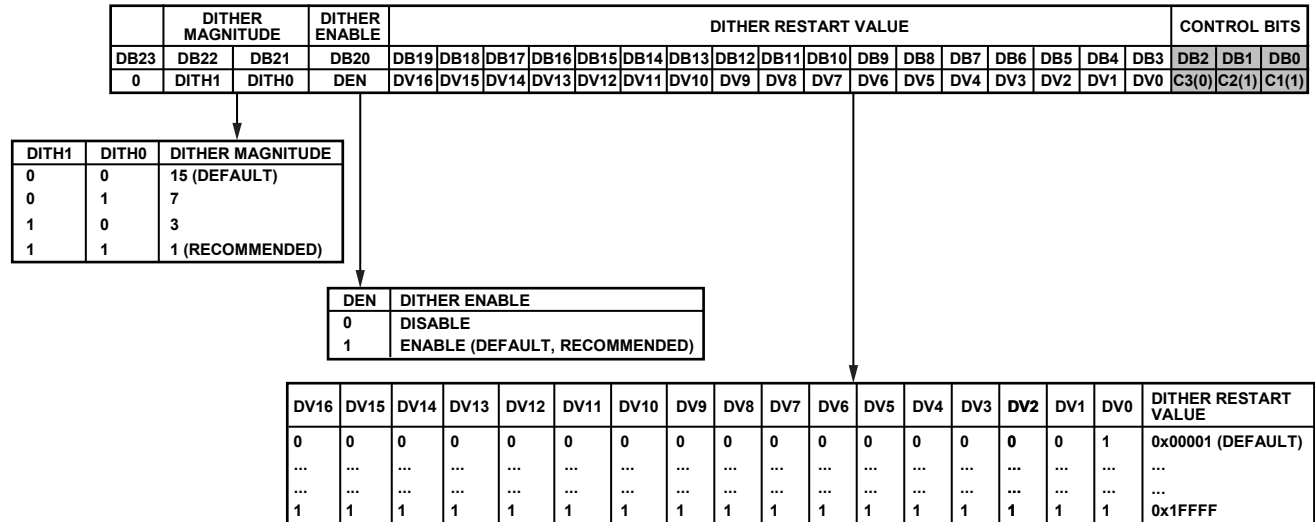 DITHER MAGNITUDE DITHER ENABLE DITHER RESTART VALUE CONTROL BITS
DB23 DB22 DB21 DB20 DB19 DB18 DB17 DB16 DB15 DB14 DB13 DB12 DB11 DB10 DB9 DB8 DB7 DB6 DB5 DB4 DB3 DB2 DB1 DB0
0 DITH1 DITH0 DEN DV16 DV15 DV14 DV13 DV12 DV11 DV10 DV9 DV8 DV7 DV6 DV5 DV4 DV3 DV2 DV1 DV0 C3(0) C2(1) C1(1)
DITH1 DITH0 DITHER MAGNITUDE
0 0 15 (DEFAULT)
0 1 7
1 0 3
1 1 1 (RECOMMENDED)
DEN DITHER ENABLE
0 DISABLE
1 ENABLE (DEFAULT, RECOMMENDED)
DV16 DV15 DV14 DV13 DV12 DV11 DV10 DV9 DV8 DV7 DV6 DV5 DV4 DV3 DV2 DV1 DV0 DITHER RESTART VALUE
0 0 0 0 0 0 0 0 0 0 0 0 0 0 0 0 1 0x00001 (DEFAULT)
... ... ... ... ... ... ... ... ... ... ... ... ... ... ... ... ... ...
... ... ... ... ... ... ... ... ... ... ... ... ... ... ... ... ... ...
1 1 1 1 1 1 1 1 1 1 1 1 1 1 1 1 1 0x1FFFF